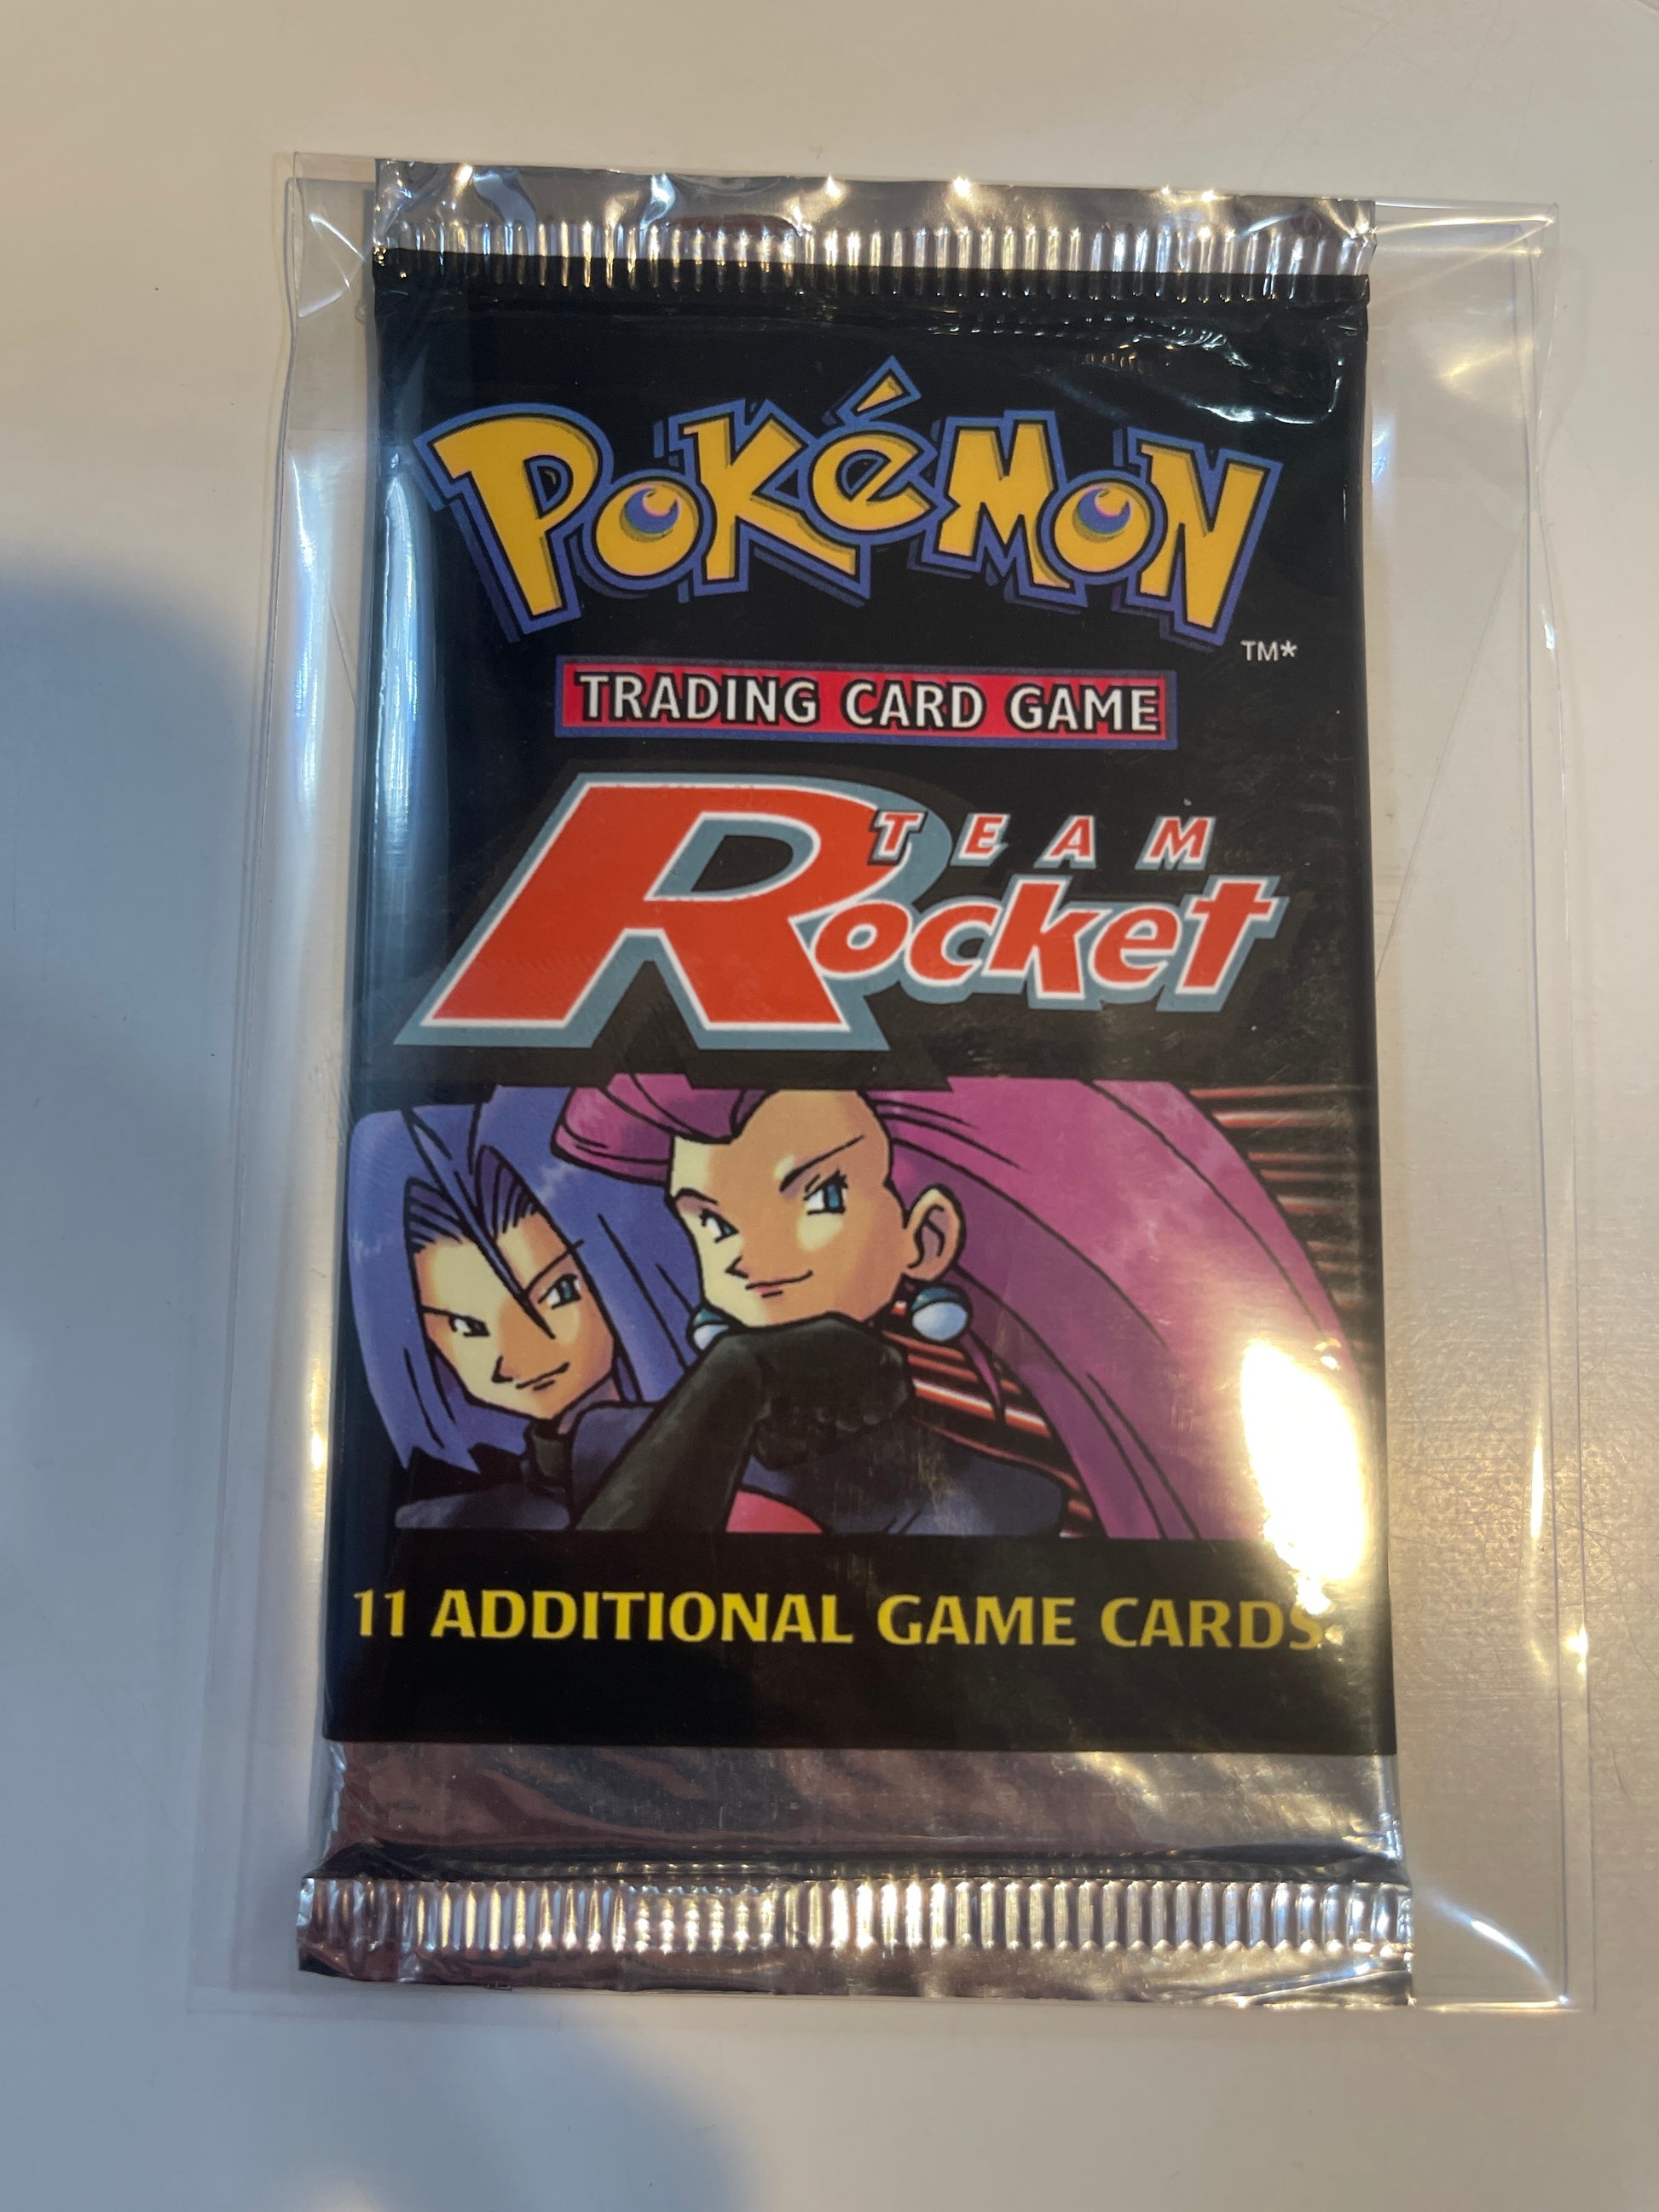 POKéMON
TM*
TRADING CARD GAME
TEAM
Rocket
11 ADDITIONAL GAME CARDS.